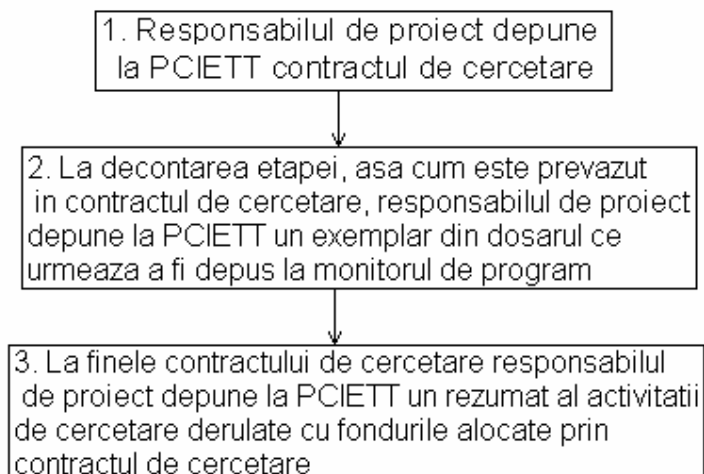 1. Responsabilul de proiect depune
la PCIETT contractul de cercetare
2. La decontarea etapei, asa cum este prevazut
in contractul de cercetare, responsabilul de proiect
depune la PCIETT un exemplar din dosarul ce
urmeaza a fi depus la monitorul de program
3. La finele contractului de cercetare responsabilul
de proiect depune la PCIETT un rezumat al activitatii
de cercetare derulate cu fondurile alocate prin
contractul de cercetare